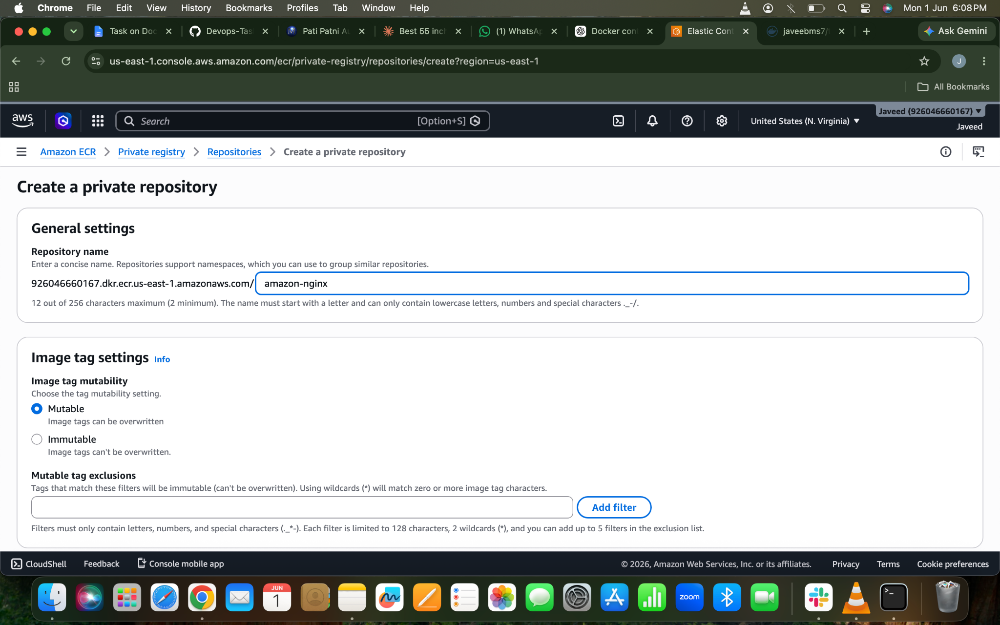 Chrome File Edit View History Bookmarks Profiles Tab Window Help Mon 1 Jun 6:08 PM
Task on Doc Devops-Tas Pati Patni Au Best 55 inch (1) WhatsAp Docker cont Elastic Cont javeebms7/ Ask Gemini
us-east-1.console.aws.amazon.com/ecr/private-registry/repositories/create?region=us-east-1 J
All Bookmarks
aws Search [Option+S] United States (N. Virginia) Javeed (926046660167)
Javeed
Amazon ECR Private registry Repositories Create a private repository
Create a private repository
General settings
Repository name
Enter a concise name. Repositories support namespaces, which you can use to group similar repositories.
926046660167.dkr.ecr.us-east-1.amazonaws.com/ amazon-nginx
12 out of 256 characters maximum (2 minimum). The name must start with a letter and can only contain lowercase letters, numbers and special characters ._-/.
Image tag settings Info
Image tag mutability
Choose the tag mutability setting.
Mutable
Image tags can be overwritten
Immutable
Image tags can't be overwritten.
Mutable tag exclusions
Tags that match these filters will be immutable (can't be overwritten). Using wildcards (*) will match zero or more image tag characters.
Add filter
Filters must only contain letters, numbers, and special characters (._*-). Each filter is limited to 128 characters, 2 wildcards (*), and you can add up to 5 filters in the exclusion list.
CloudShell Feedback Console mobile app © 2026, Amazon Web Services, Inc. or its affiliates. Privacy Terms Cookie preferences
JUN
1
zoom